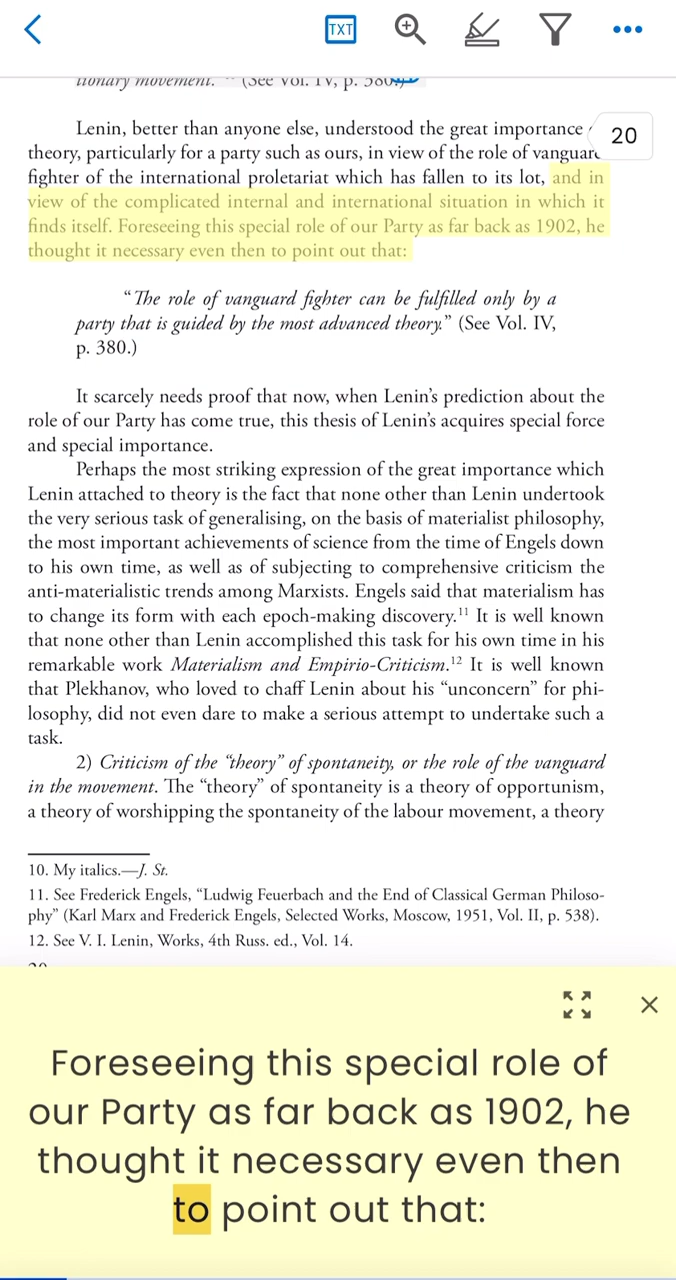 TXT
tionary movement." (See Vol. IV, p. 380.)
Lenin, better than anyone else, understood the great importance
20
theory, particularly for a party such as ours, in view of the role of vanguard
fighter of the international proletariat which has fallen to its lot, and in
view of the complicated internal and international situation in which it
finds itself. Foreseeing this special role of our Party as far back as 1902, he
thought it necessary even then to point out that:
“The role of vanguard fighter can be fulfilled only by a
party that is guided by the most advanced theory.” (See Vol. IV,
p. 380.)
It scarcely needs proof that now, when Lenin’s prediction about the
role of our Party has come true, this thesis of Lenin’s acquires special force
and special importance.
Perhaps the most striking expression of the great importance which
Lenin attached to theory is the fact that none other than Lenin undertook
the very serious task of generalising, on the basis of materialist philosophy,
the most important achievements of science from the time of Engels down
to his own time, as well as of subjecting to comprehensive criticism the
anti-materialistic trends among Marxists. Engels said that materialism has
to change its form with each epoch-making discovery.¹¹ It is well known
that none other than Lenin accomplished this task for his own time in his
remarkable work Materialism and Empirio-Criticism.¹² It is well known
that Plekhanov, who loved to chaff Lenin about his “unconcern” for phi-
losophy, did not even dare to make a serious attempt to undertake such a
task.
2) Criticism of the “theory” of spontaneity, or the role of the vanguard
in the movement. The “theory” of spontaneity is a theory of opportunism,
a theory of worshipping the spontaneity of the labour movement, a theory
10. My italics.—J. St.
11. See Frederick Engels, “Ludwig Feuerbach and the End of Classical German Philoso-
phy” (Karl Marx and Frederick Engels, Selected Works, Moscow, 1951, Vol. II, p. 538).
12. See V. I. Lenin, Works, 4th Russ. ed., Vol. 14.
Foreseeing this special role of
our Party as far back as 1902, he
thought it necessary even then
to point out that: